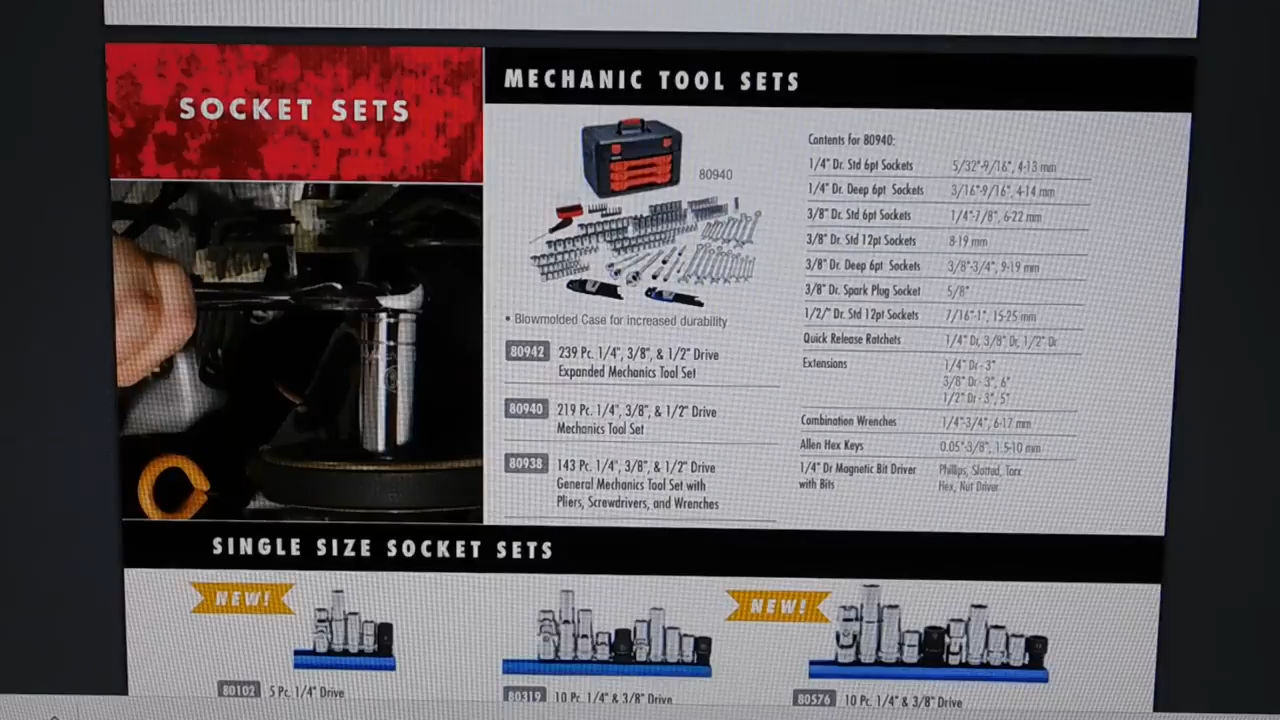 SOCKET SETS
MECHANIC TOOL SETS
80940
• Blowmolded Case for increased durability
80942 239 Pc. 1/4", 3/8", & 1/2" Drive
Expanded Mechanics Tool Set
80940 219 Pc. 1/4", 3/8", & 1/2" Drive
Mechanics Tool Set
80938 143 Pc. 1/4", 3/8", & 1/2" Drive
General Mechanics Tool Set with
Pliers, Screwdrivers, and Wrenches
Contents for 80940:
1/4" Dr. Std 6pt Sockets 5/32"-9/16", 4-13 mm
1/4" Dr. Deep 6pt Sockets 3/16"-9/16", 4-14 mm
3/8" Dr. Std 6pt Sockets 1/4"-7/8", 6-22 mm
3/8" Dr. Std 12pt Sockets 8-19 mm
3/8" Dr. Deep 6pt Sockets 3/8"-3/4", 9-19 mm
3/8" Dr. Spark Plug Socket 5/8"
1/2/" Dr. Std 12pt Sockets 7/16"-1", 15-25 mm
Quick Release Ratchets 1/4" Dr, 3/8" Dr, 1/2" Dr
Extensions 1/4" Dr - 3"
3/8" Dr - 3", 6"
1/2" Dr - 3", 5"
Combination Wrenches 1/4"-3/4", 6-17 mm
Allen Hex Keys 0.05"-3/8", 1.5-10 mm
1/4" Dr Magnetic Bit Driver Phillips, Slotted, Torx
with Bits Hex, Nut Driver
SINGLE SIZE SOCKET SETS
NEW!
NEW!
80102 5 Pc. 1/4" Drive
80319 10 Pc. 1/4" & 3/8" Drive
80576 10 Pc. 1/4" & 3/8" Drive